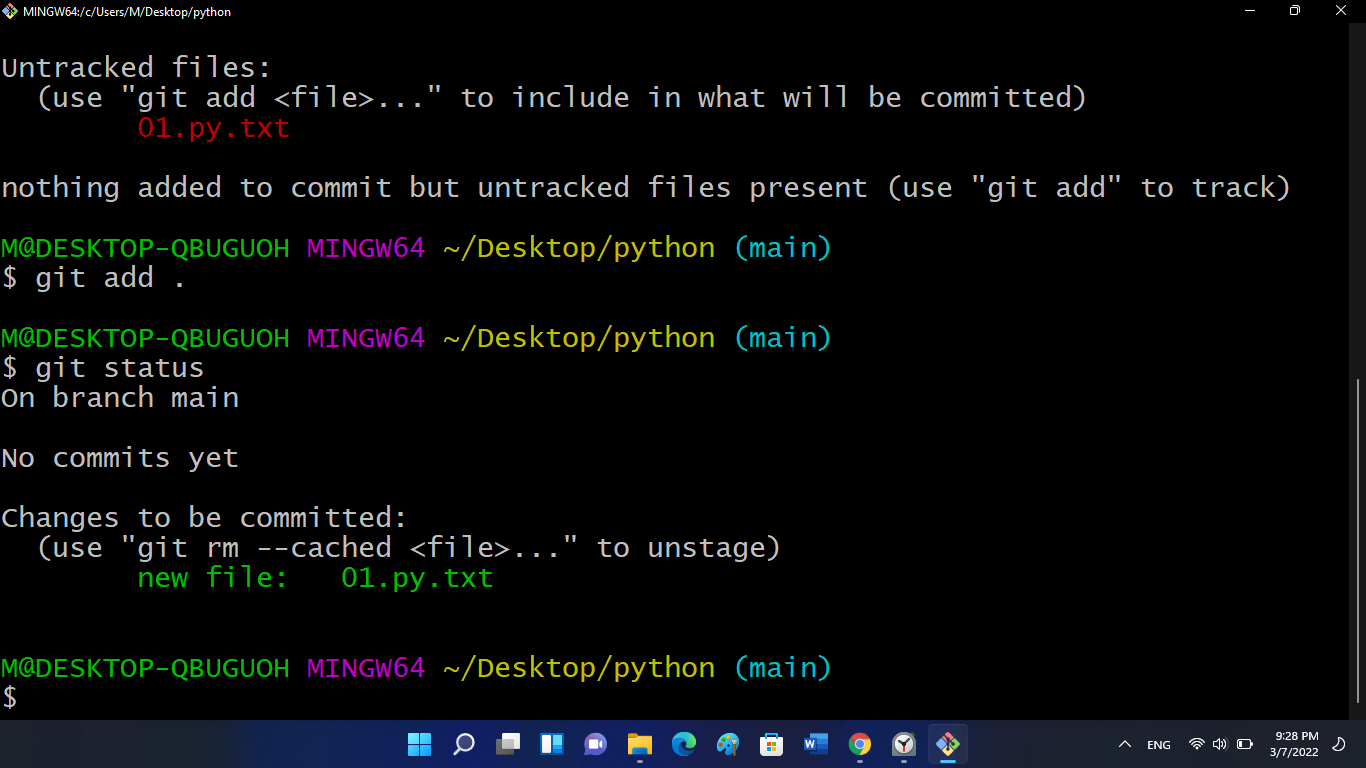 MINGW64:/c/Users/M/Desktop/python
Untracked files:
  (use "git add <file>..." to include in what will be committed)
        01.py.txt
nothing added to commit but untracked files present (use "git add" to track)
M@DESKTOP-QBUGUOH MINGW64 ~/Desktop/python (main)
$ git add .
M@DESKTOP-QBUGUOH MINGW64 ~/Desktop/python (main)
$ git status
On branch main
No commits yet
Changes to be committed:
  (use "git rm --cached <file>..." to unstage)
        new file:   01.py.txt
M@DESKTOP-QBUGUOH MINGW64 ~/Desktop/python (main)
$
ENG
9:28 PM
3/7/2022